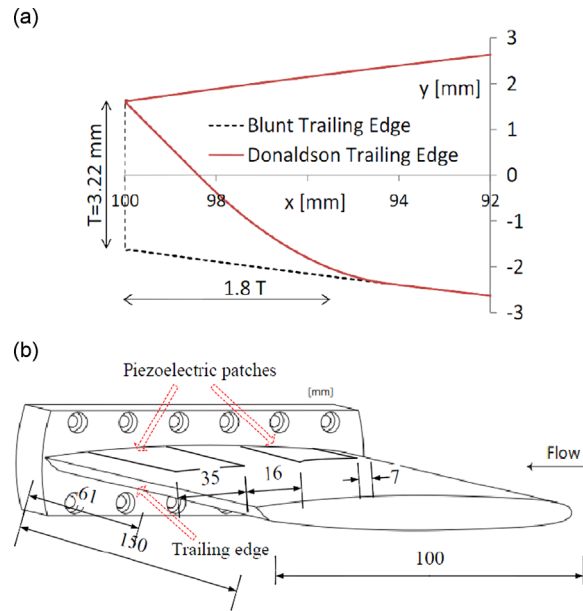 (a)
3
y [mm]
2
Blunt Trailing Edge
1
Donaldson Trailing Edge
T=3.22 mm
0
100
98
x [mm]
94
92
-1
-2
1.8 T
-3
(b)
Piezoelectric patches
[mm]
Flow
35
16
7
61
150
Trailing edge
100